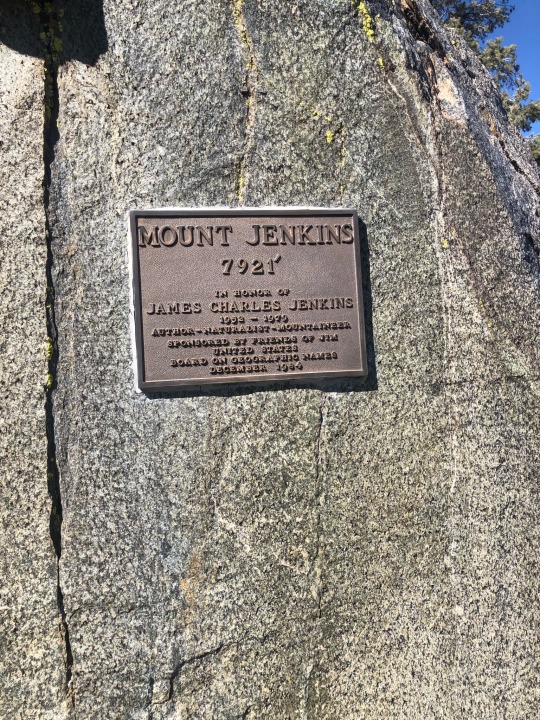 MOUNT JENKINS
7921'
IN HONOR OF
JAMES CHARLES JENKINS
1952 – 1979
AUTHOR–NATURALIST–MOUNTAINEER
SPONSORED BY FRIENDS OF JIM
UNITED STATES
BOARD ON GEOGRAPHIC NAMES
DECEMBER 1984